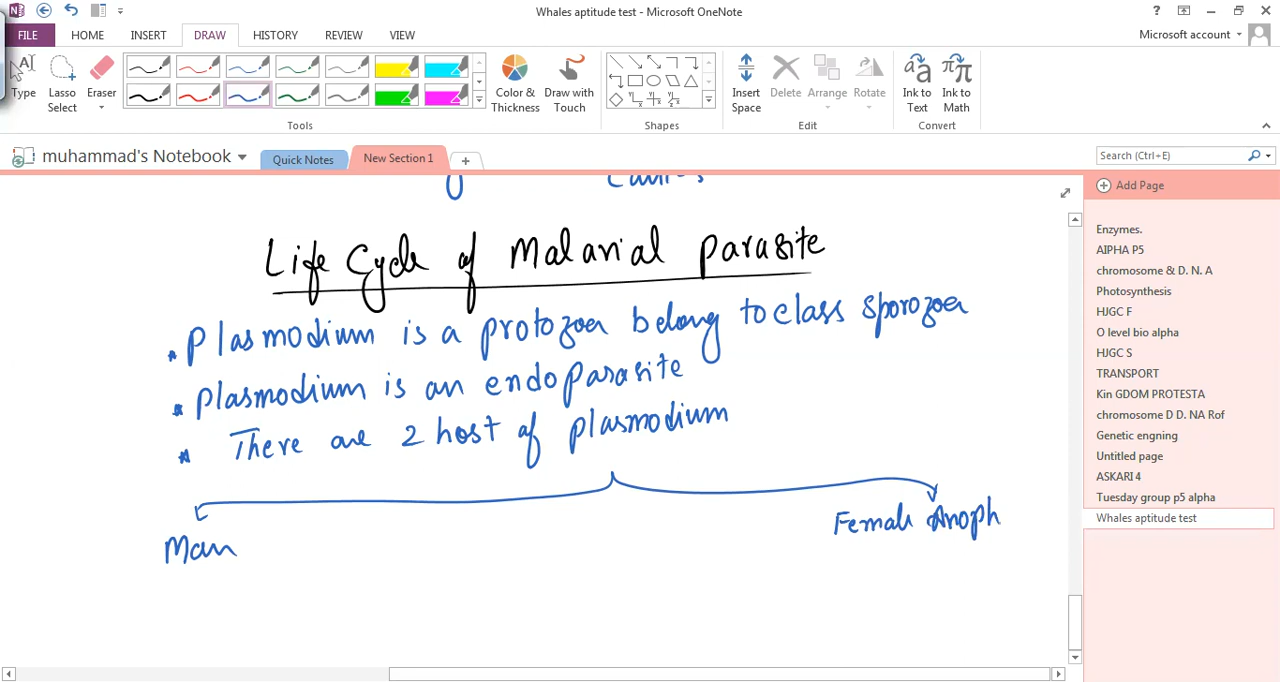 Whales aptitude test - Microsoft OneNote
FILE HOME INSERT DRAW HISTORY REVIEW VIEW
Microsoft account
Type
Lasso Select
Eraser
Color & Thickness
Draw with Touch
Insert Space
Delete
Arrange
Rotate
Ink to Text
Ink to Math
Tools
Shapes
Edit
Convert
muhammad's Notebook
Quick Notes
New Section 1
Search (Ctrl+E)
Life Cycle of Malarial Parasite
Plasmodium is a protozoa belong to class sporozoa
Plasmodium is an endoparasite
There are 2 host of plasmodium
Man
Female Anoph
Add Page
Enzymes.
AlPHA P5
chromosome & D. N. A
Photosynthesis
HJGC F
O level bio alpha
HJGC S
TRANSPORT
Kin GDOM PROTESTA
chromosome D D. NA Rof
Genetic engning
Untitled page
ASKARI 4
Tuesday group p5 alpha
Whales aptitude test